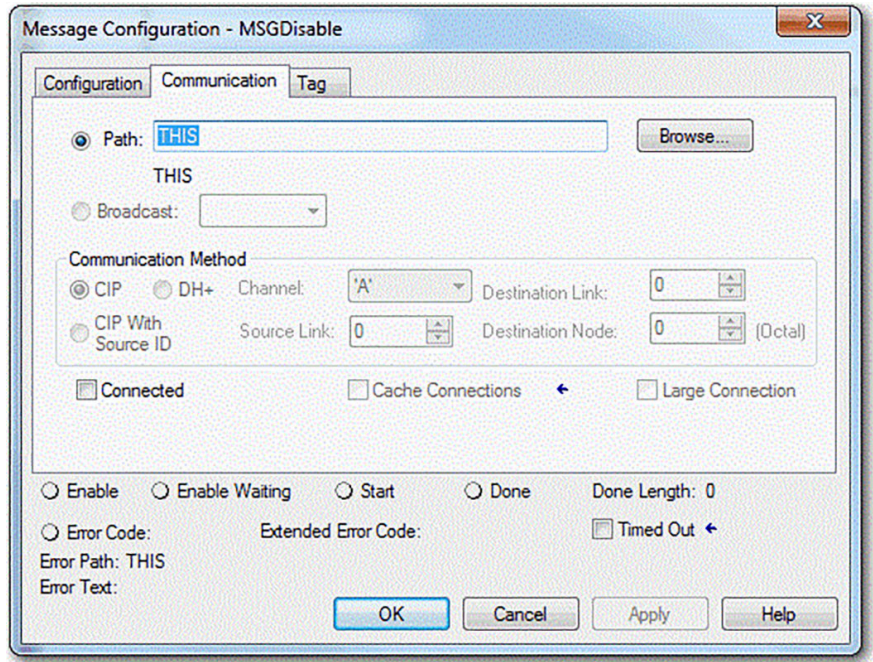 Message Configuration - MSGDisable
Configuration Communication Tag
Path: THIS Browse...
THIS
Broadcast:
Communication Method
CIP DH+ Channel: 'A' Destination Link: 0
CIP With Source ID Source Link: 0 Destination Node: 0 (Octal)
Connected Cache Connections Large Connection
Enable Enable Waiting Start Done Done Length: 0
Error Code: Extended Error Code: Timed Out
Error Path: THIS
Error Text:
OK Cancel Apply Help